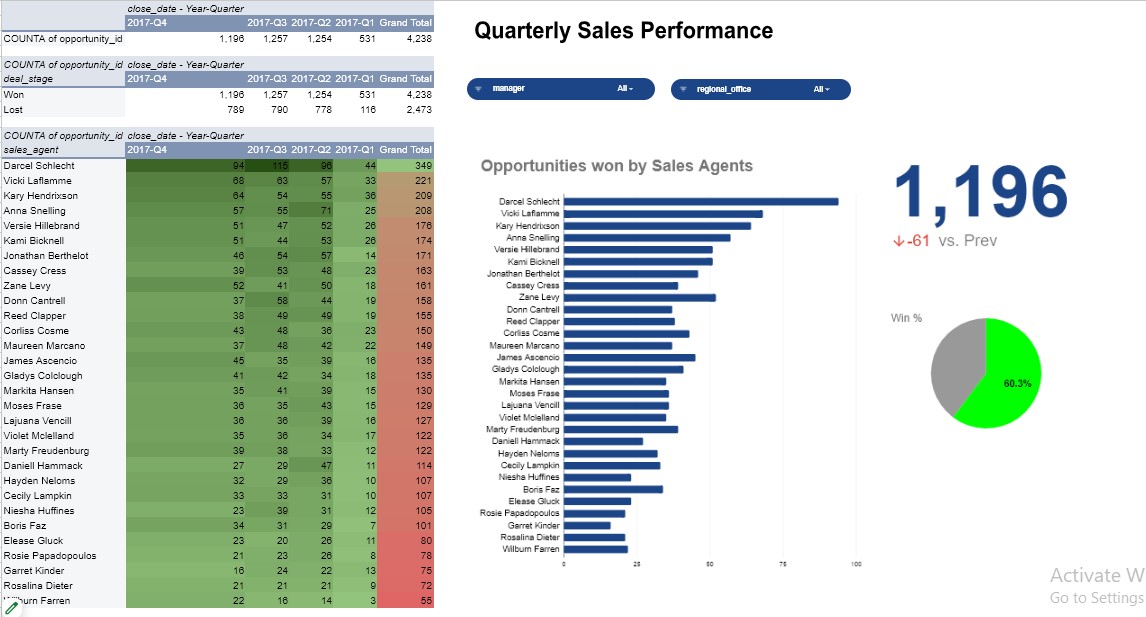 close_date - Year-Quarter
2017-Q4 2017-Q3 2017-Q2 2017-Q1 Grand Total
COUNTA of opportunity_id 1,196 1,257 1,254 531 4,238
COUNTA of opportunity_id close_date - Year-Quarter
deal_stage 2017-Q4 2017-Q3 2017-Q2 2017-Q1 Grand Total
Won 1,196 1,257 1,254 531 4,238
Lost 789 790 778 116 2,473
COUNTA of opportunity_id close_date - Year-Quarter
sales_agent 2017-Q4 2017-Q3 2017-Q2 2017-Q1 Grand Total
Darcel Schlecht 94 115 96 44 349
Vicki Laflamme 68 63 57 33 221
Kary Hendrixson 64 54 55 36 209
Anna Snelling 57 55 71 25 208
Versie Hillebrand 51 47 52 26 176
Kami Bicknell 51 44 53 26 174
Jonathan Berthelot 46 54 57 14 171
Cassey Cress 39 53 48 23 163
Zane Levy 52 41 50 18 161
Donn Cantrell 37 58 44 19 158
Reed Clapper 38 49 49 19 155
Corliss Cosme 43 48 36 23 150
Maureen Marcano 37 48 42 22 149
James Ascencio 45 35 39 16 135
Gladys Colclough 41 42 34 18 135
Markita Hansen 35 41 39 15 130
Moses Frase 36 35 43 15 129
Lajuana Vencill 36 36 39 16 127
Violet Mclelland 35 36 34 17 122
Marty Freudenburg 39 38 33 12 122
Daniell Hammack 27 29 47 11 114
Hayden Neloms 32 29 36 10 107
Cecily Lampkin 33 33 31 10 107
Niesha Huffines 23 39 31 12 105
Boris Faz 34 31 29 7 101
Elease Gluck 23 20 26 11 80
Rosie Papadopoulos 21 23 26 8 78
Garret Kinder 16 24 22 13 75
Rosalina Dieter 21 21 21 9 72
Farren 22 16 14 3 55
Quarterly Sales Performance
manager All
regional_office All
Opportunities won by Sales Agents
Darcel Schlecht
Vicki Laflamme
Kary Hendrixson
Anna Snelling
Versie Hillebrand
Kami Bicknell
Jonathan Berthelot
Cassey Cress
Zane Levy
Donn Cantrell
Reed Clapper
Corliss Cosme
Maureen Marcano
James Ascencio
Gladys Colclough
Markita Hansen
Moses Frase
Lajuana Vencill
Violet Mclelland
Marty Freudenburg
Daniell Hammack
Hayden Neloms
Cecily Lampkin
Niesha Huffines
Boris Faz
Elease Gluck
Rosie Papadopoulos
Garret Kinder
Rosalina Dieter
Wilburn Farren
0 25 50 75 100
1,196
-61 vs. Prev
Win %
60.3%
Activate W
Go to Settings